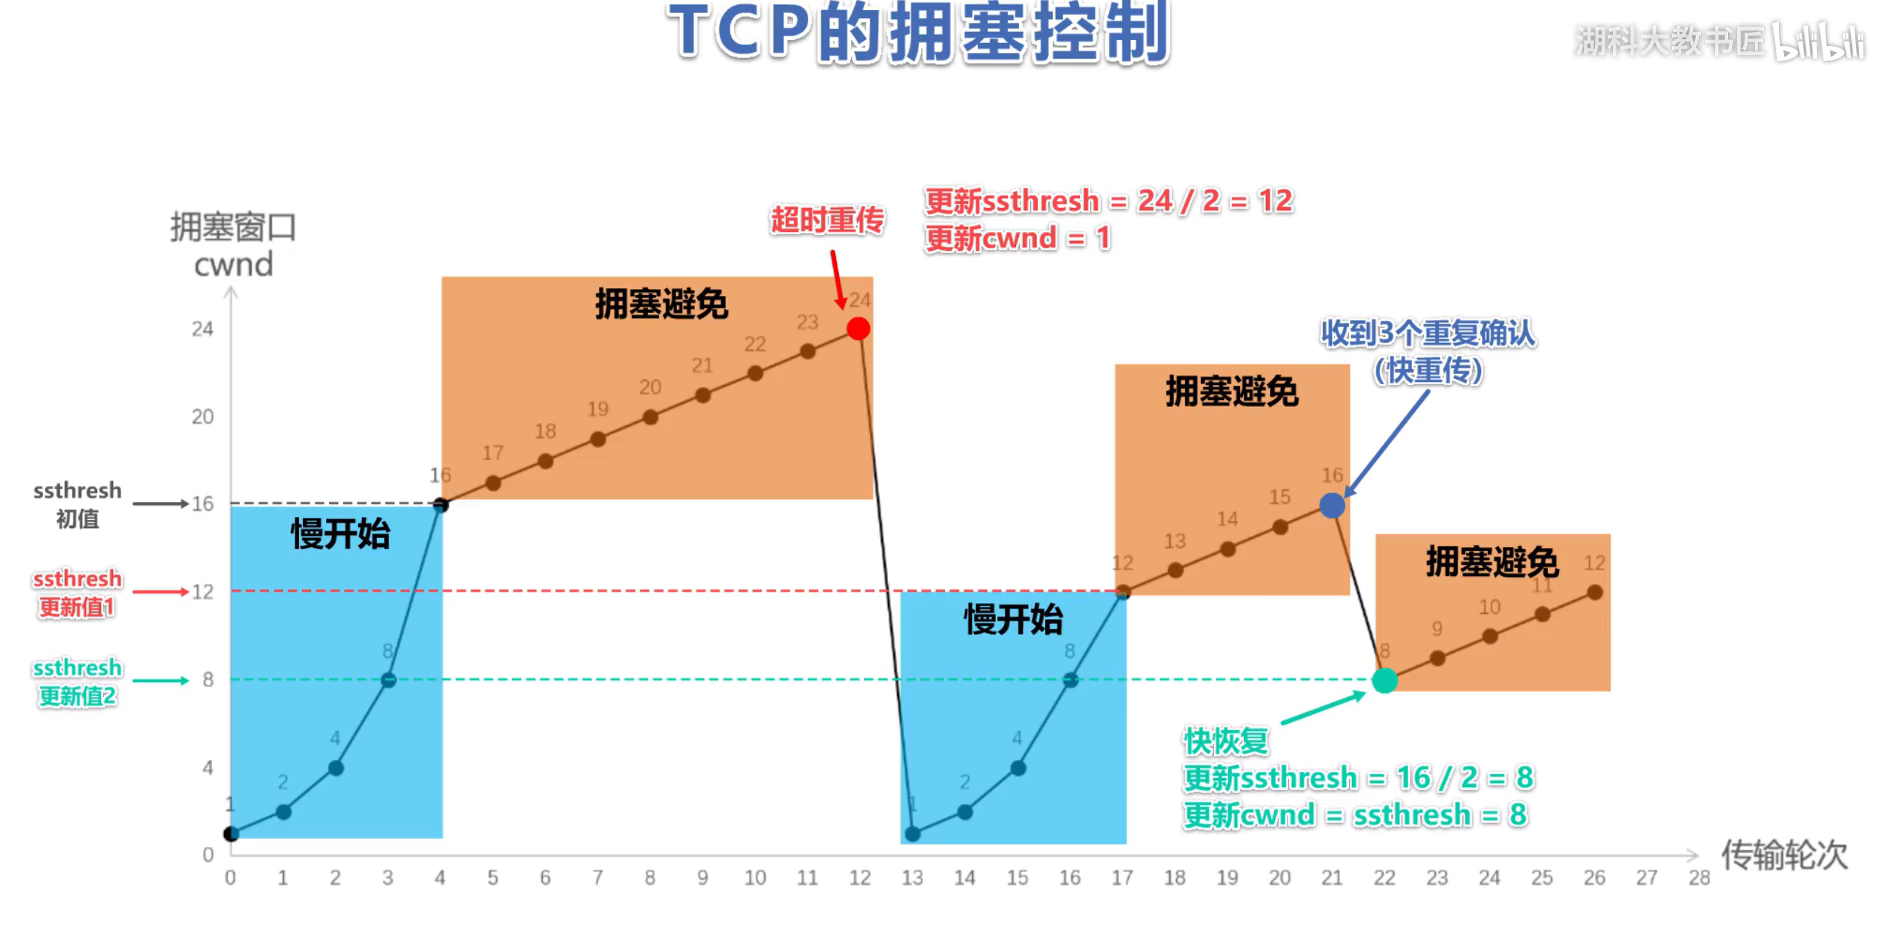 TCP的拥塞控制
湖科大教书匠 bilibili
更新ssthresh = 24 / 2 = 12
更新cwnd = 1
超时重传
拥塞窗口
cwnd
拥塞避免
24
23
22
21
20
19
18
17
16
收到3个重复确认
（快重传）
拥塞避免
16
15
14
13
12
拥塞避免
12
11
10
9
8
24
20
16
12
8
4
0
ssthresh
初值
ssthresh
更新值1
ssthresh
更新值2
慢开始
8
4
2
1
慢开始
8
4
2
1
快恢复
更新ssthresh = 16 / 2 = 8
更新cwnd = ssthresh = 8
传输轮次
0 1 2 3 4 5 6 7 8 9 10 11 12 13 14 15 16 17 18 19 20 21 22 23 24 25 26 27 28